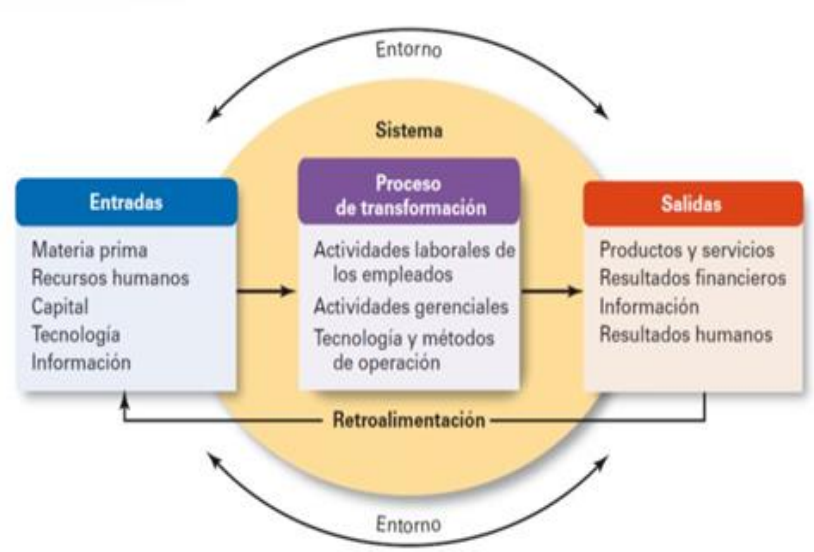 Entorno
Sistema
Entradas
Materia prima
Recursos humanos
Capital
Tecnología
Información
Proceso
de transformación
Actividades laborales de
los empleados
Actividades gerenciales
Tecnología y métodos
de operación
Salidas
Productos y servicios
Resultados financieros
Información
Resultados humanos
Retroalimentación
Entorno